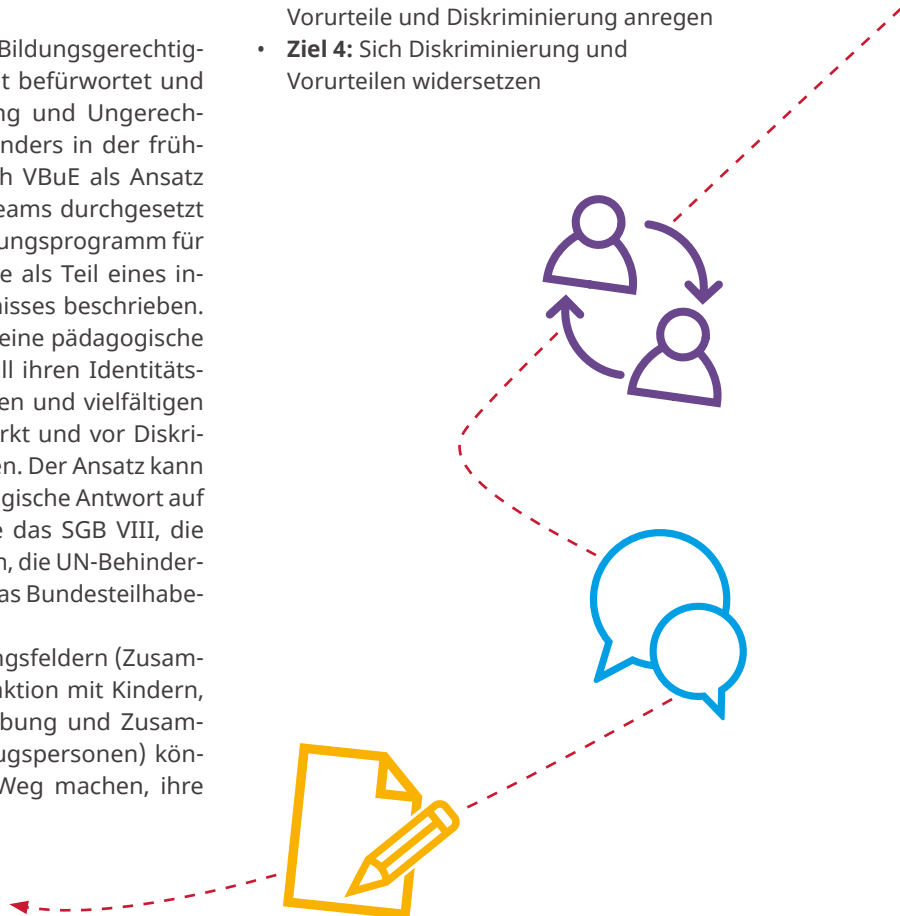 Bildungsgerechtig-
t befürwortet und
ng und Ungerech-
nders in der früh-
h VBuE als Ansatz
eams durchgesetzt
ungsprogramm für
e als Teil eines in-
nisses beschrieben.
eine pädagogische
ll ihren Identitäts-
en und vielfältigen
rkt und vor Diskri-
en. Der Ansatz kann
gische Antwort auf
e das SGB VIII, die
n, die UN-Behinder-
as Bundesteilhabe-
ngsfeldern (Zusam-
aktion mit Kindern,
bung und Zusam-
ugspersonen) kön-
Weg machen, ihre
Vorurteile und Diskriminierung anregen
• Ziel 4: Sich Diskriminierung und
Vorurteilen widersetzen